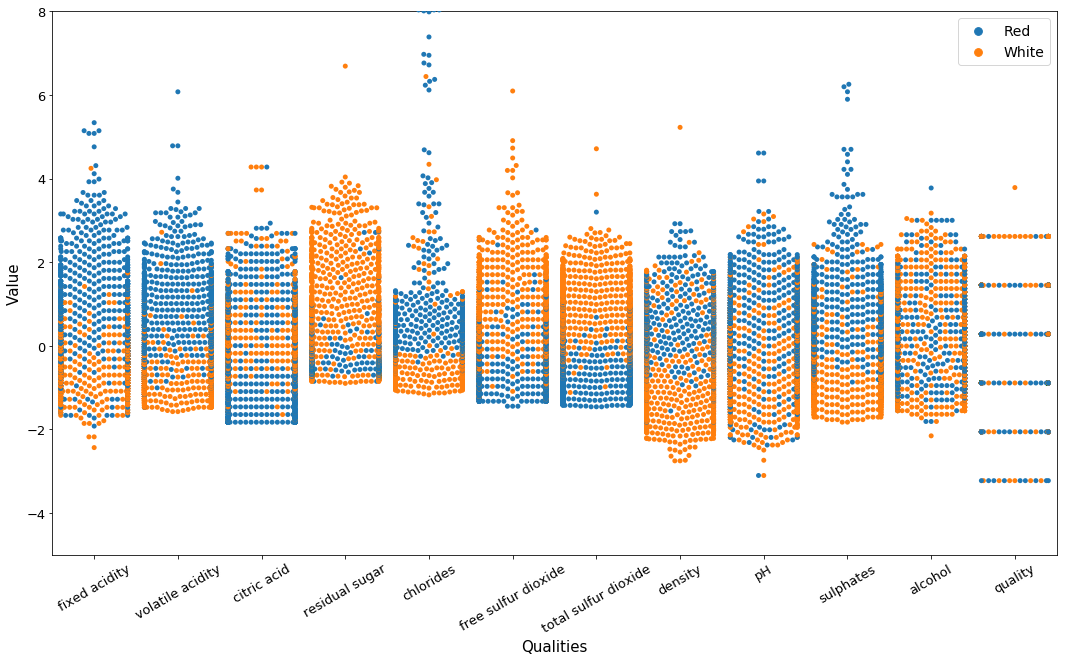 8
6
4
2
0
−2
−4
Value
Red
White
fixed acidity
volatile acidity
citric acid
residual sugar
chlorides
free sulfur dioxide
total sulfur dioxide
density
pH
sulphates
alcohol
quality
Qualities